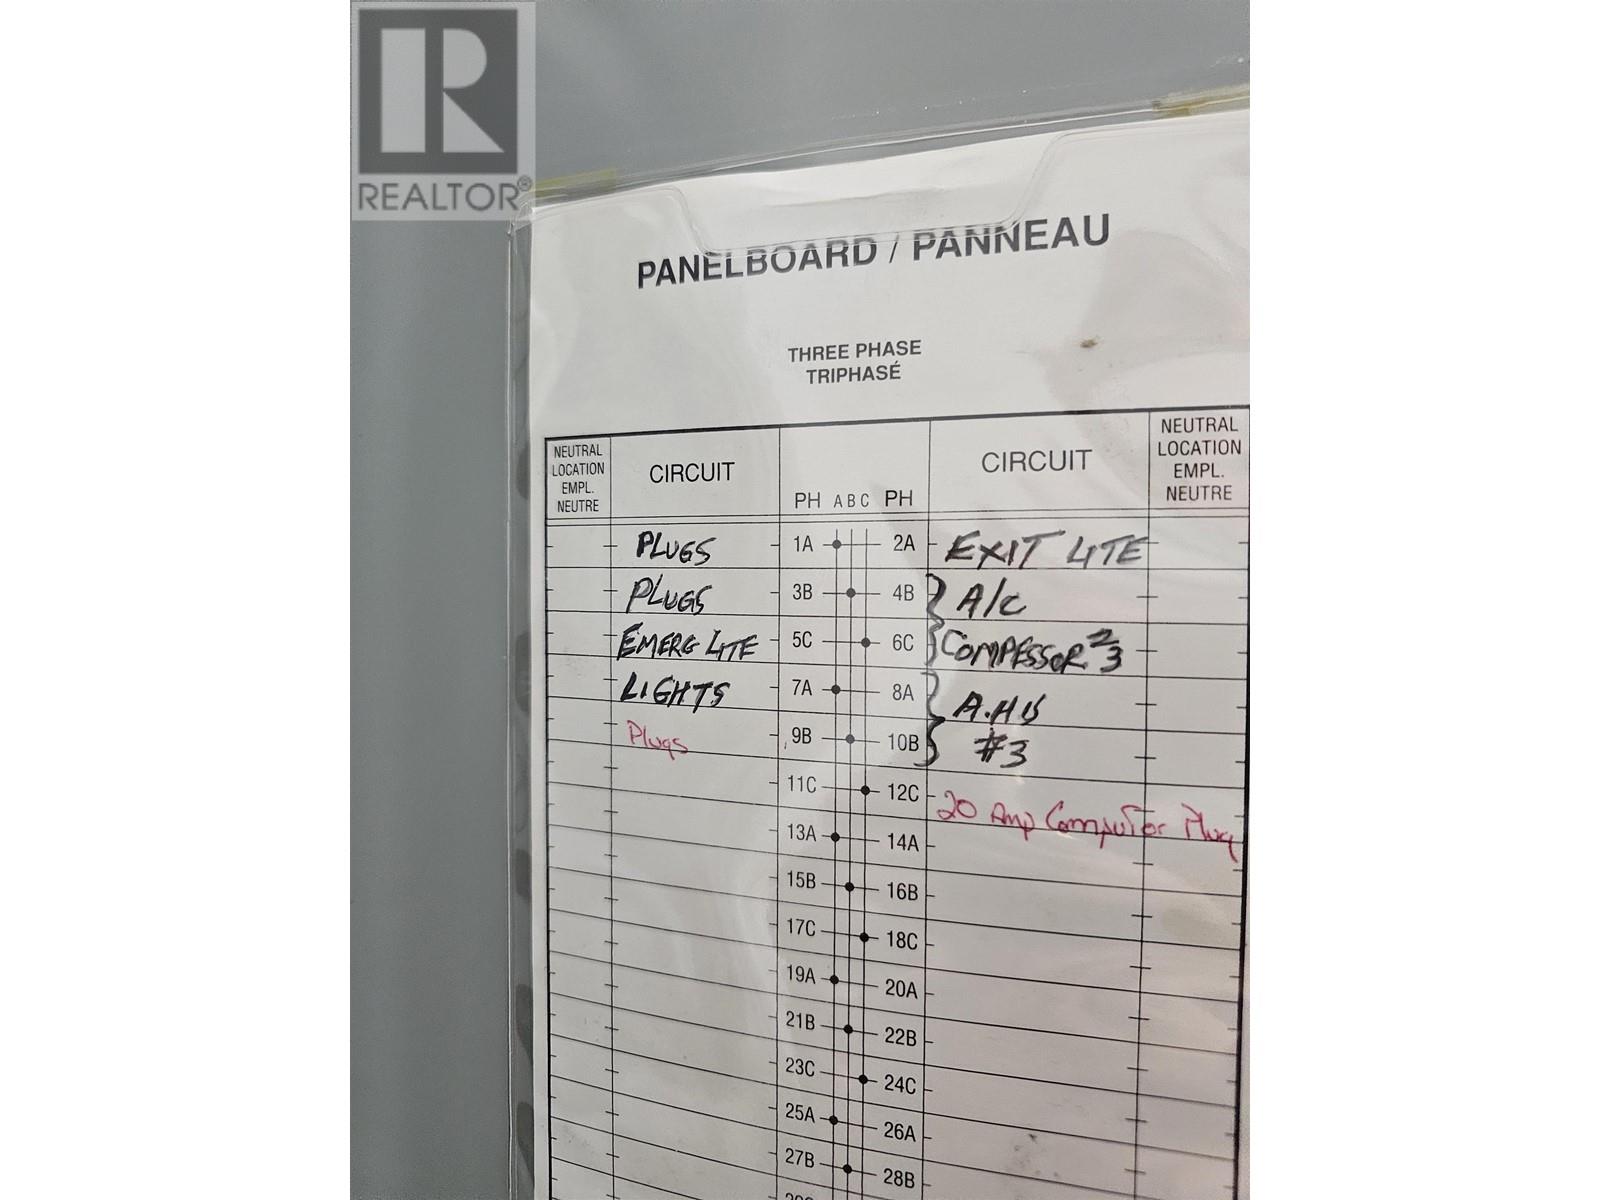 REALTOR®
PANELBOARD / PANNEAU
THREE PHASE
TRIPHASÉ
NEUTRAL LOCATION EMPL. NEUTRE CIRCUIT PH A B C PH CIRCUIT NEUTRAL LOCATION EMPL. NEUTRE
PLUGS 1A 2A EXIT LITE
PLUGS 3B 4B A/C
EMERG LITE 5C 6C COMPESSOR 2/3
LIGHTS 7A 8A A.H U
Plugs 9B 10B #3
11C 12C 20 Amp Computor Plug
13A 14A
15B 16B
17C 18C
19A 20A
21B 22B
23C 24C
25A 26A
27B 28B